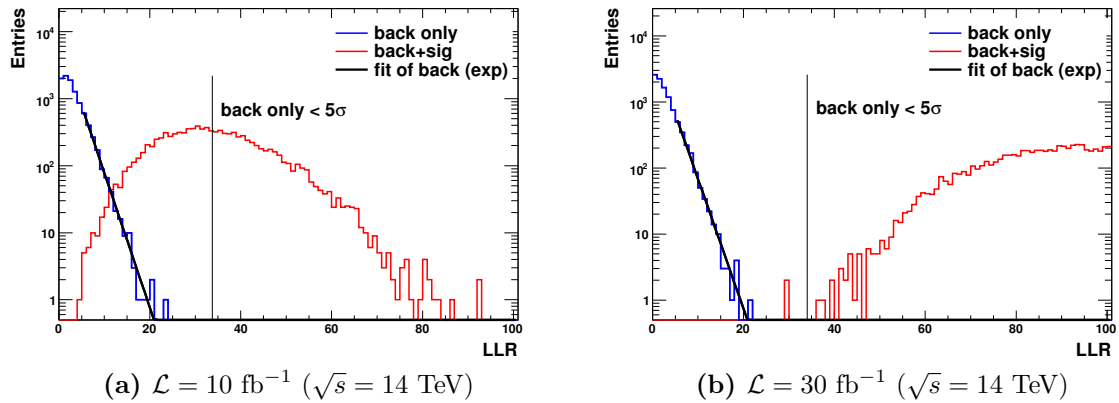 Entries
10³
10²
10
1
0 20 40 60 80 100
LLR
back only
back+sig
fit of back (exp)
back only < 5σ
(a) ℒ = 10 fb⁻¹ (√s = 14 TeV)
Entries
10⁴
10³
10²
10
1
0 20 40 60 80 100
LLR
back only
back+sig
fit of back (exp)
back only < 5σ
(b) ℒ = 30 fb⁻¹ (√s = 14 TeV)